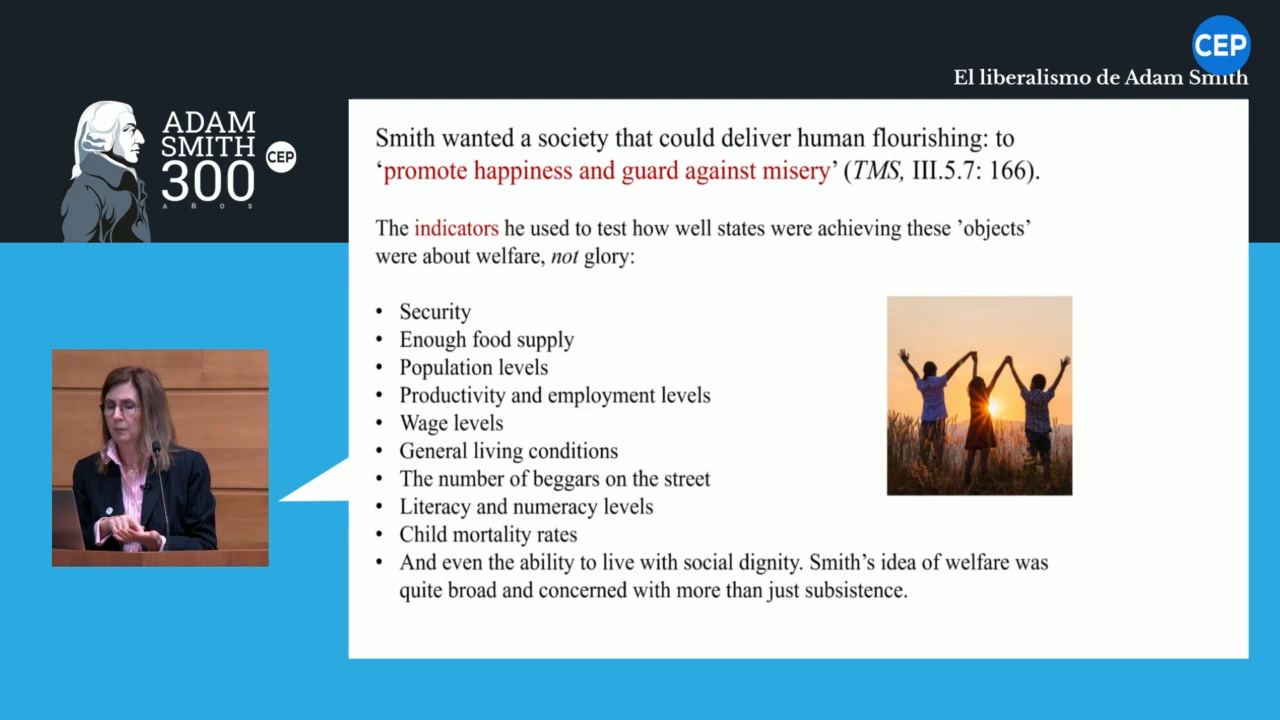 CEP
El liberalismo de Adam Smith
ADAM
SMITH
300
AÑOS
CEP
Smith wanted a society that could deliver human flourishing: to
‘promote happiness and guard against misery’ (TMS, III.5.7: 166).
The indicators he used to test how well states were achieving these ’objects’
were about welfare, not glory:
• Security
• Enough food supply
• Population levels
• Productivity and employment levels
• Wage levels
• General living conditions
• The number of beggars on the street
• Literacy and numeracy levels
• Child mortality rates
• And even the ability to live with social dignity. Smith’s idea of welfare was
quite broad and concerned with more than just subsistence.